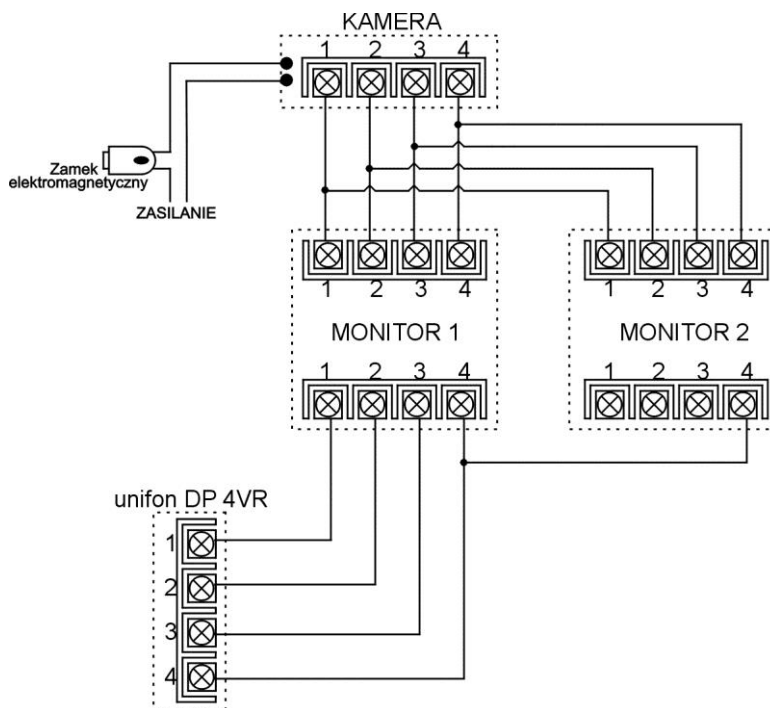 KAMERA
1 2 3 4
Zamek
elektromagnetyczny
ZASILANIE
1 2 3 4
1 2 3 4
MONITOR 1
MONITOR 2
1 2 3 4
1 2 3 4
unifon DP 4VR
1
2
3
4